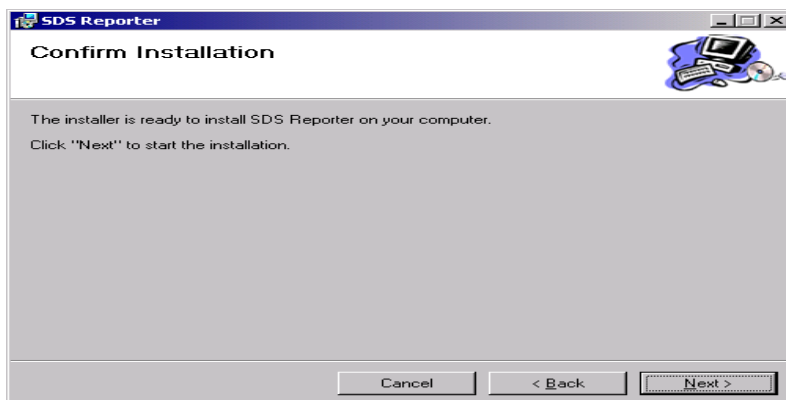 SDS Reporter
Confirm Installation
The installer is ready to install SDS Reporter on your computer.
Click "Next" to start the installation.
Cancel
< Back
Next >